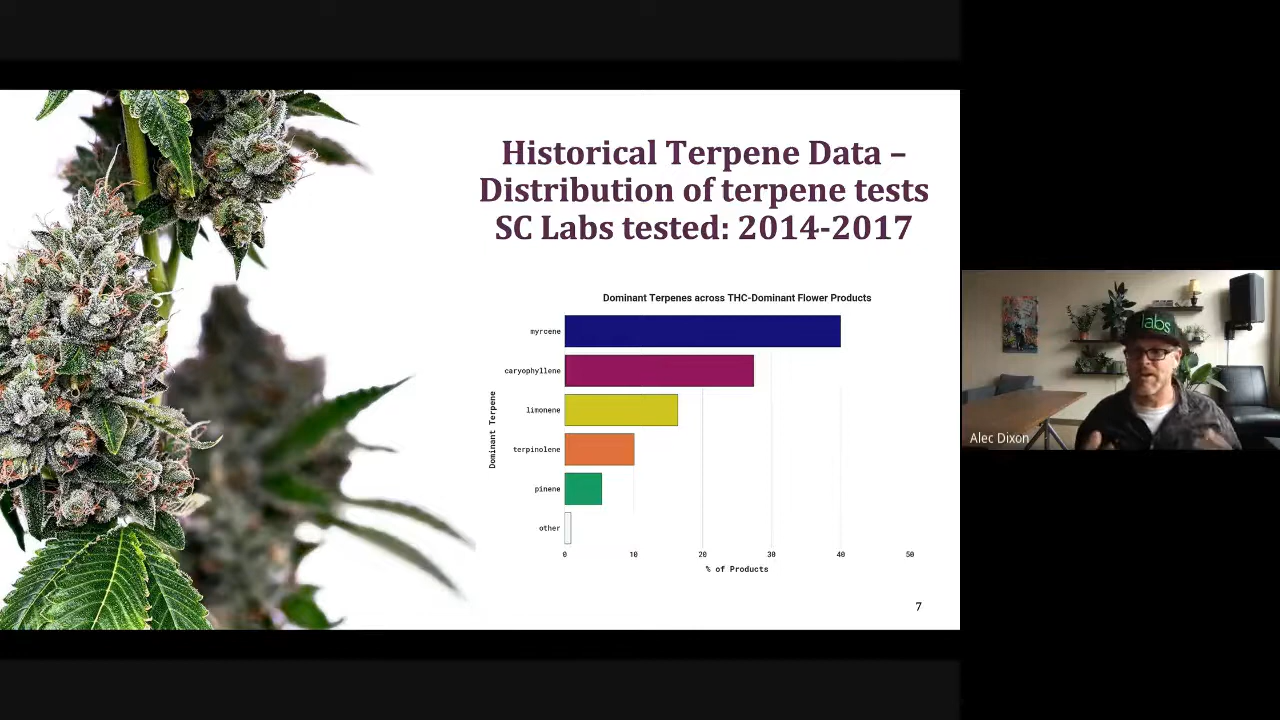 Historical Terpene Data –
Distribution of terpene tests
SC Labs tested: 2014-2017
Dominant Terpenes across THC-Dominant Flower Products
Dominant Terpene
myrcene
caryophyllene
limonene
terpinolene
pinene
other
0 10 20 30 40 50
% of Products
7
labs
Alec Dixon